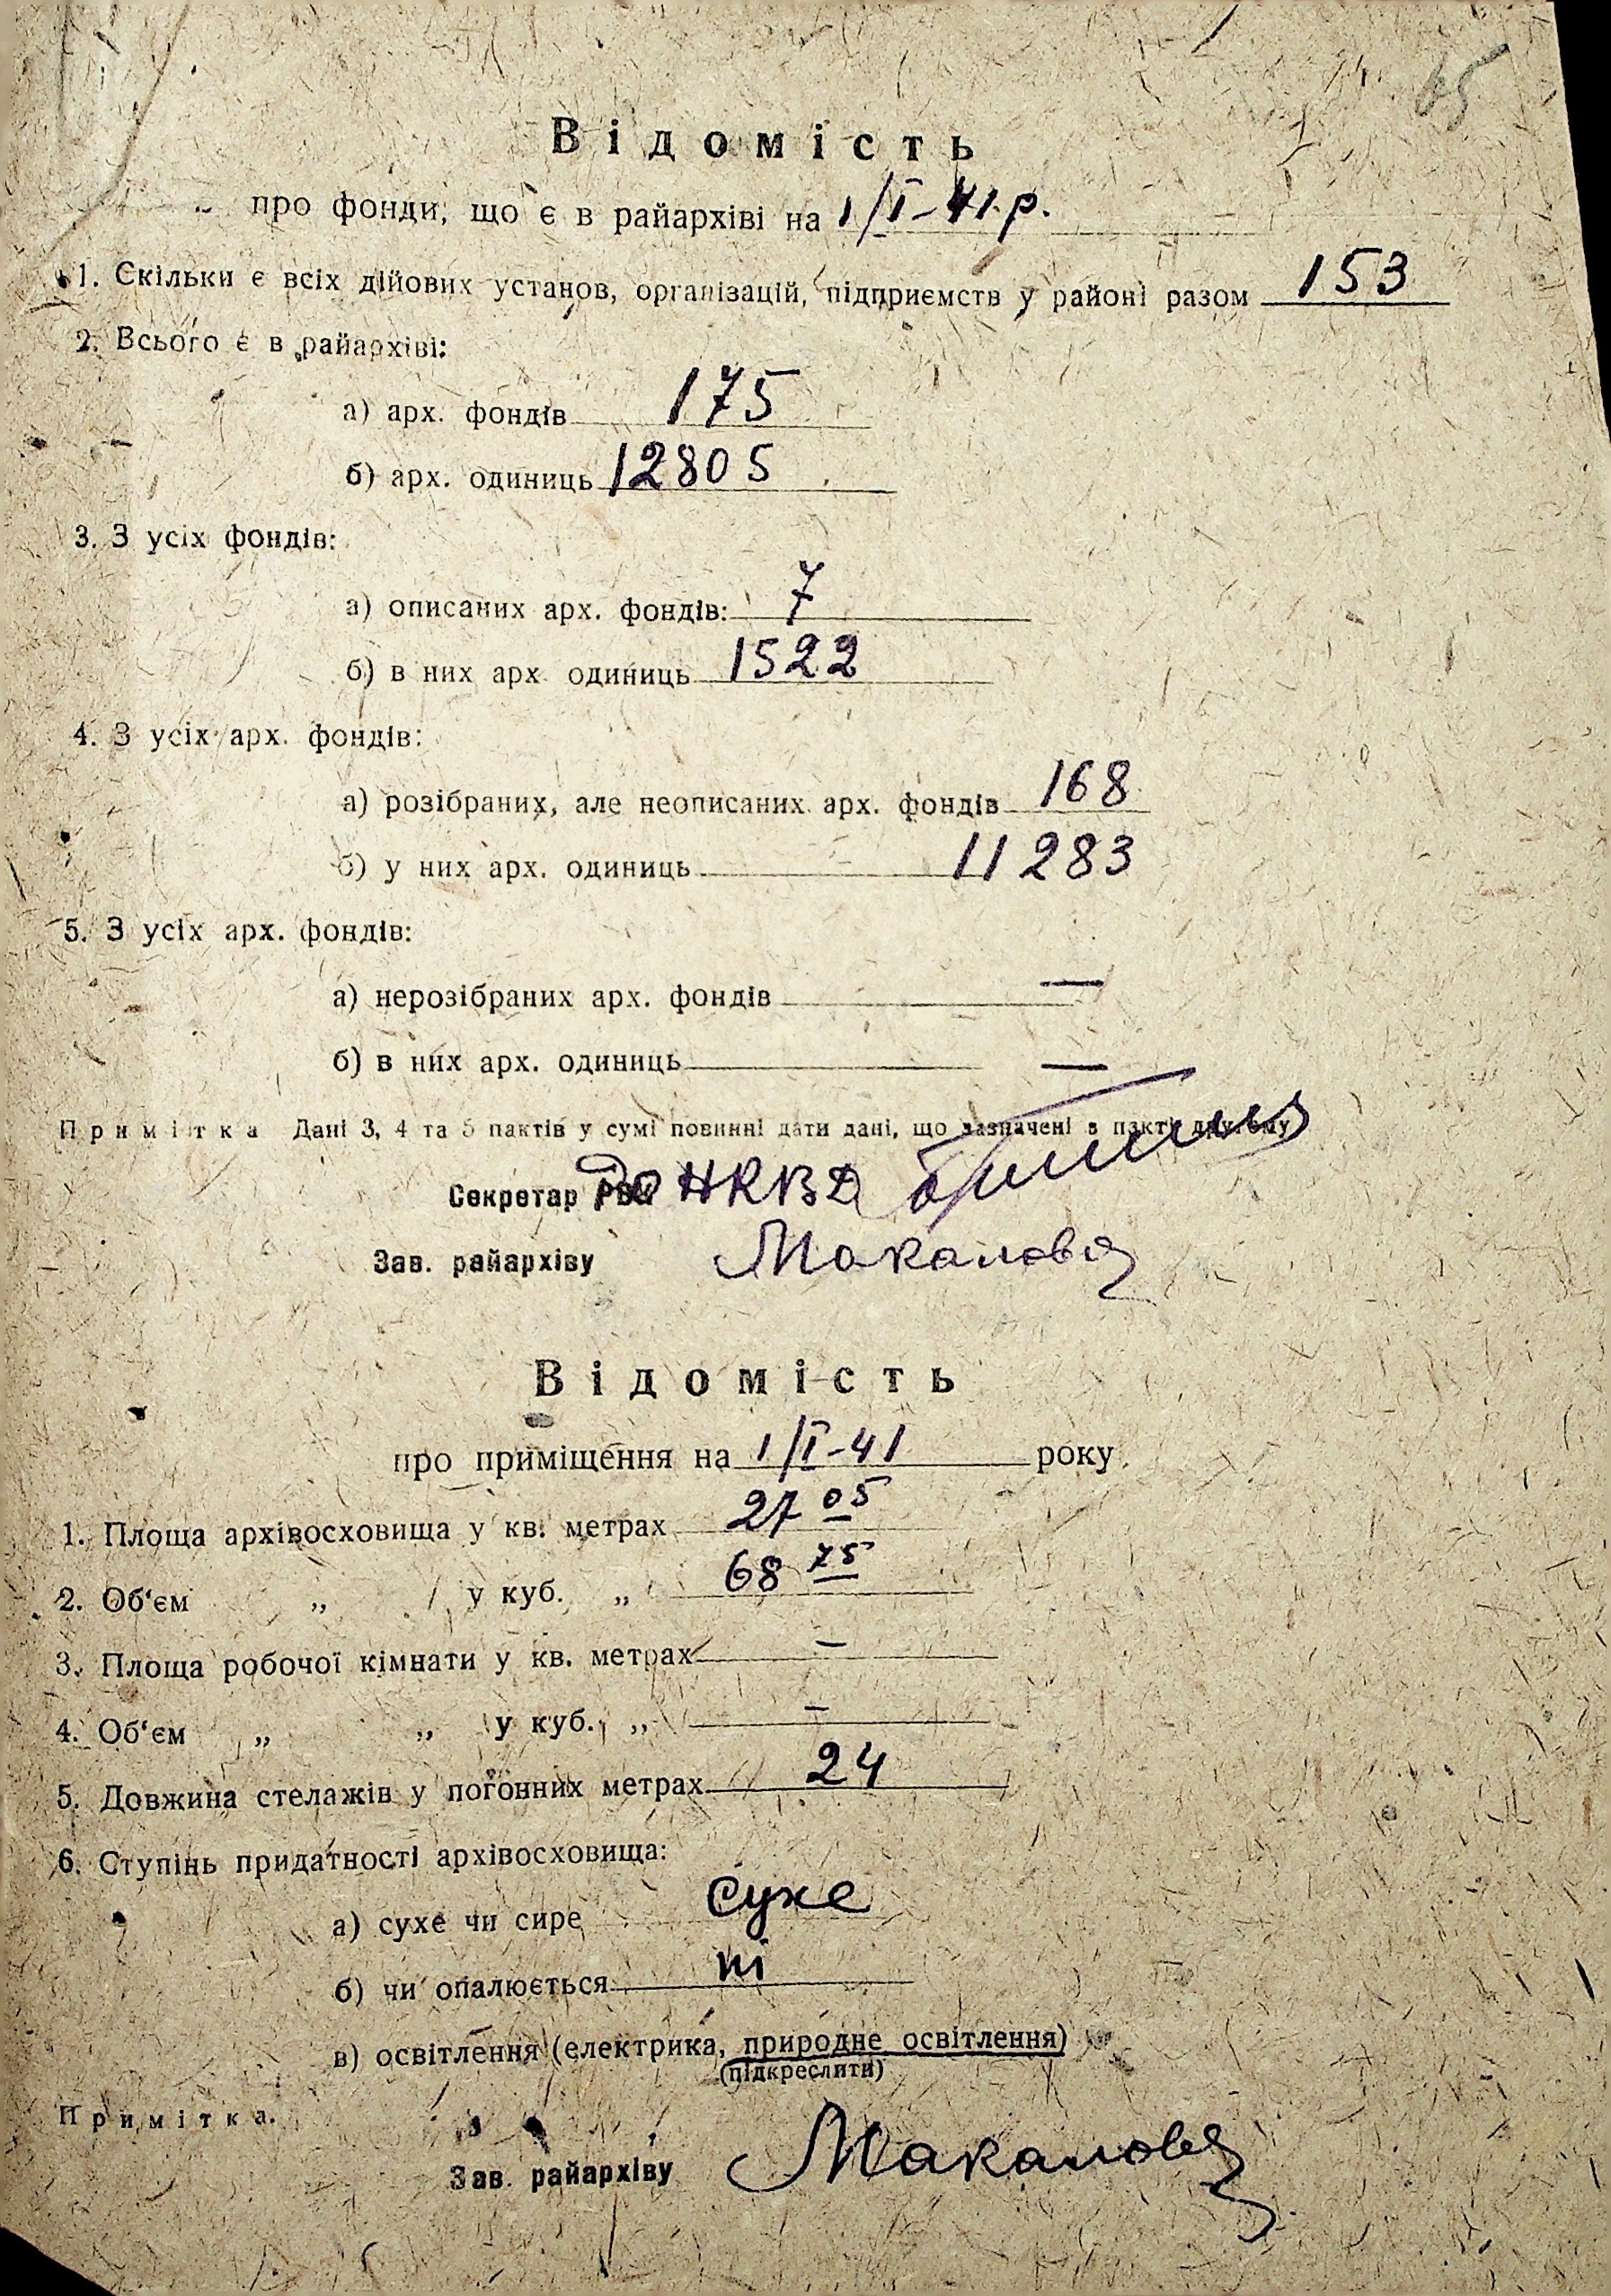 65
Відомість
про фонди, що є в райархіві на 1/I-41.р.
1. Скільки є всіх дійових установ, організацій, підприємств у районі разом 153
2. Всього є в райархіві:
а) арх. фондів 175
б) арх. одиниць 12805
3. З усіх фондів:
а) описаних арх. фондів: 7
б) в них арх. одиниць 1522
4. З усіх арх. фондів:
а) розібраних, але неописаних арх. фондів 168
б) у них арх. одиниць 11283
5. З усіх арх. фондів:
а) нерозібраних арх. фондів —
б) в них арх. одиниць —
Примітка Дані 3, 4 та 5 пактів у сумі повинні дати дані, що зазначені в пакті другому
Секретар РВК РО НКВД
Зав. райархіву
Відомість
про приміщення на 1/I-41 року.
1. Площа архівосховища у кв. метрах 27 05
2. Об‘єм „ у куб. „ 68 75
3. Площа робочої кімнати у кв. метрах —
4. Об‘єм „ „ у куб. „ —
5. Довжина стелажів у погонних метрах 24
6. Ступінь придатності архівосховища:
а) сухе чи сире сухе
б) чи опалюється ні
в) освітлення (електрика, природне освітлення)
(підкреслити)
Примітка.
Зав. райархіву